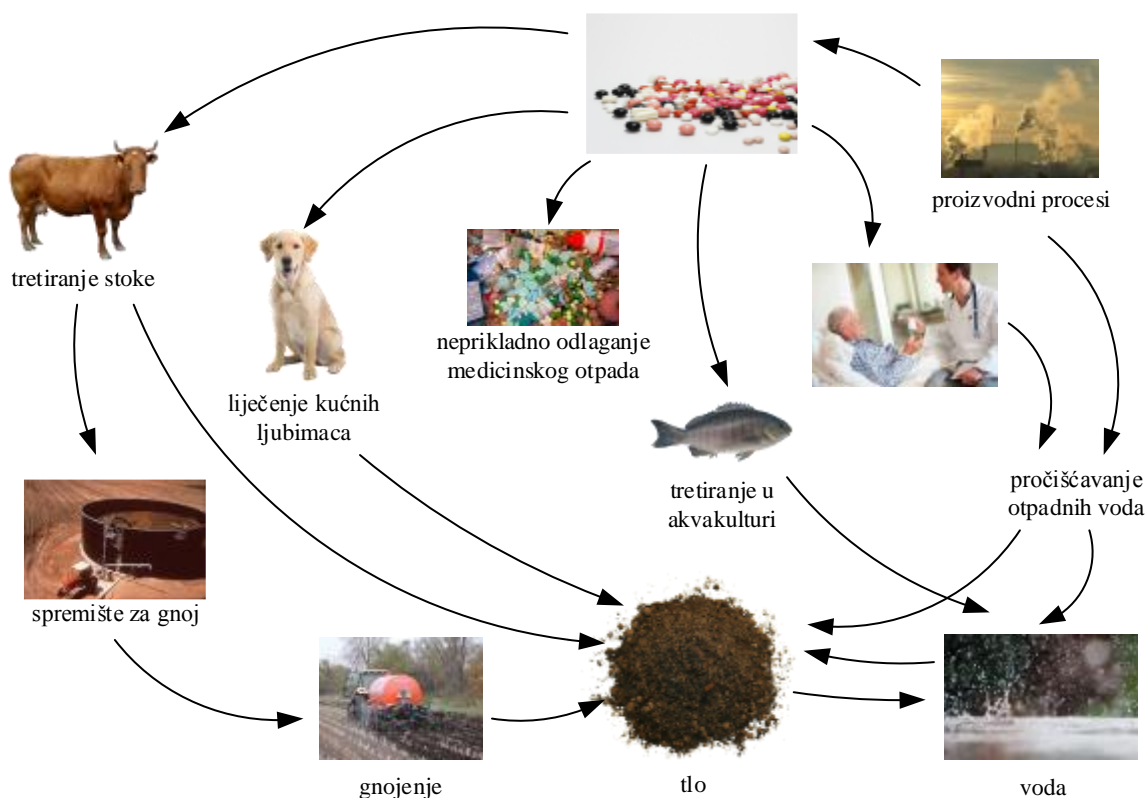 proizvodni procesi
tretiranje stoke
neprikladno odlaganje
medicinskog otpada
liječenje kućnih
ljubimaca
tretiranje u
akvakulturi
pročišćavanje
otpadnih voda
spremište za gnoj
gnojenje
tlo
voda